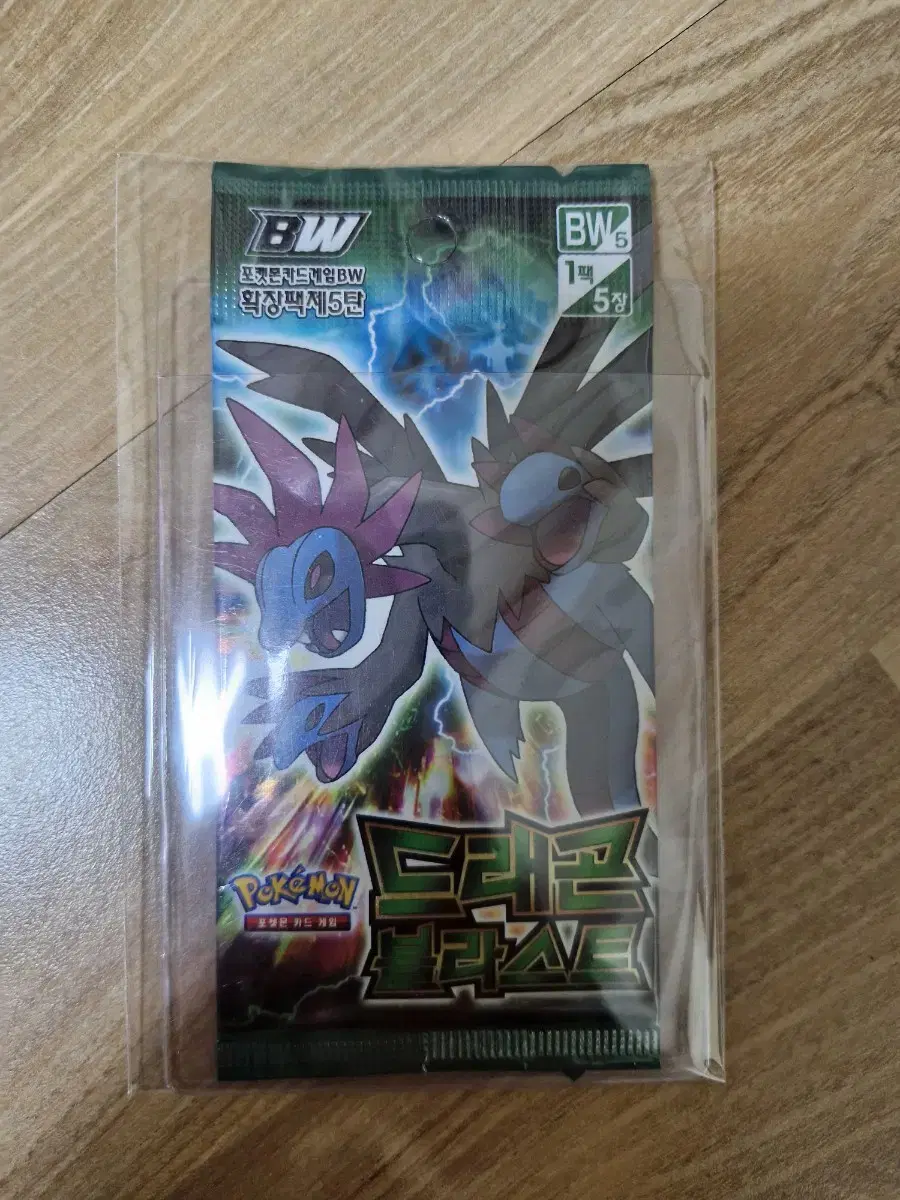 BW
포켓몬카드게임BW
확장팩제5탄
BW5
1팩
5장
POKéMON
포켓몬 카드 게임
드래곤
블라스트